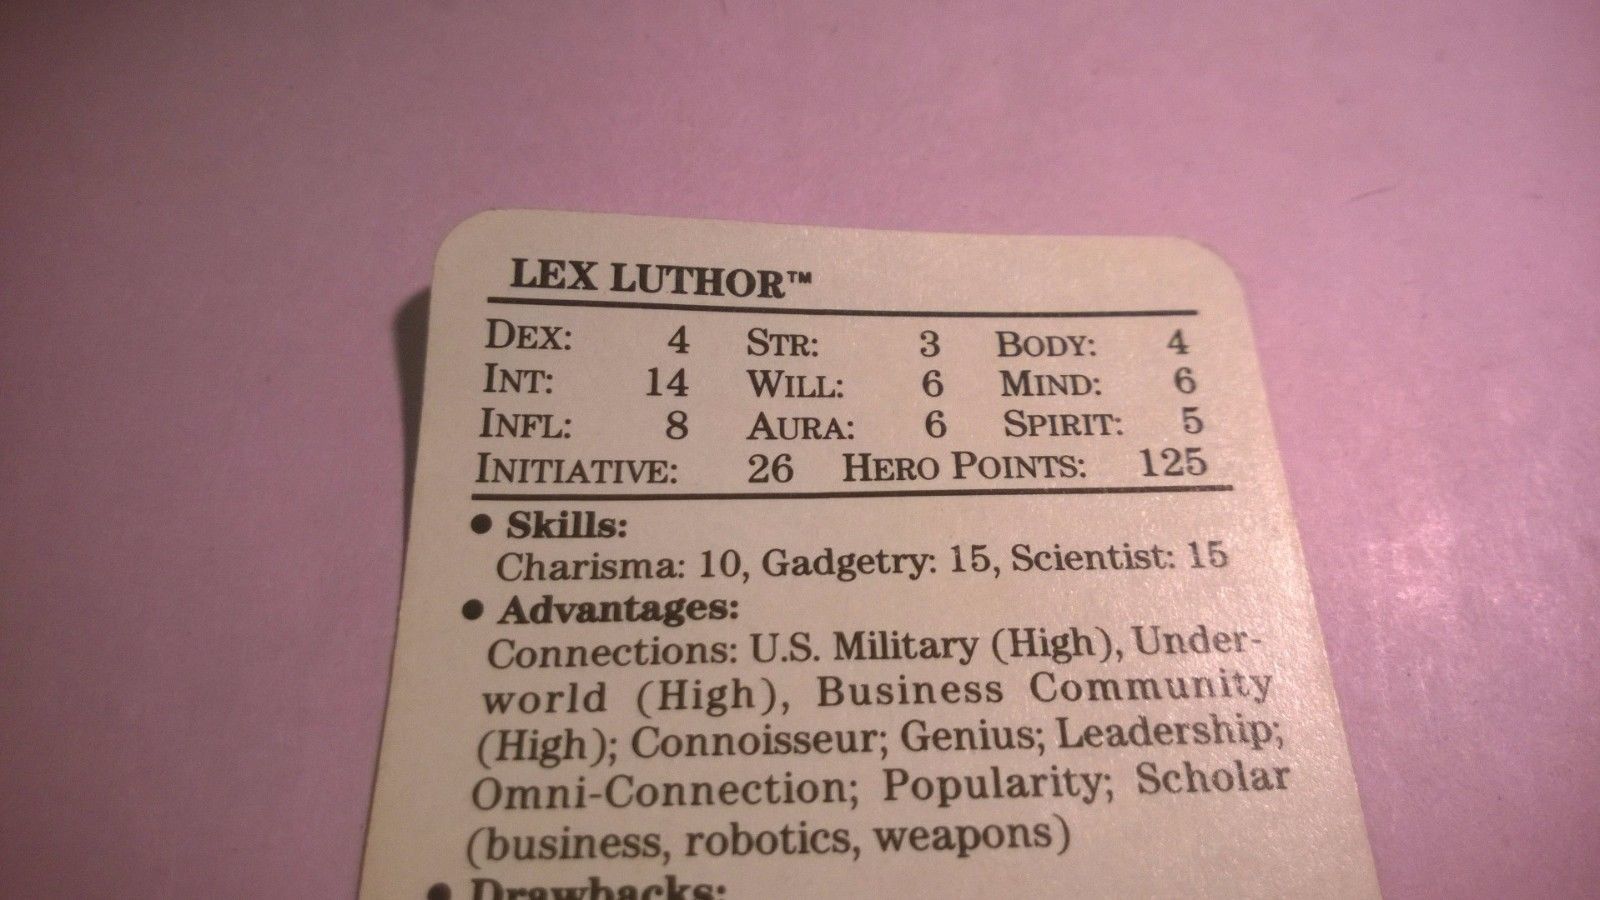 LEX LUTHOR™
DEX: 4 STR: 3 BODY: 4
INT: 14 WILL: 6 MIND: 6
INFL: 8 AURA: 6 SPIRIT: 5
INITIATIVE: 26 HERO POINTS: 125
● Skills:
Charisma: 10, Gadgetry: 15, Scientist: 15
● Advantages:
Connections: U.S. Military (High), Under-
world (High), Business Community
(High); Connoisseur; Genius; Leadership;
Omni-Connection; Popularity; Scholar
(business, robotics, weapons)
● Drawbacks: